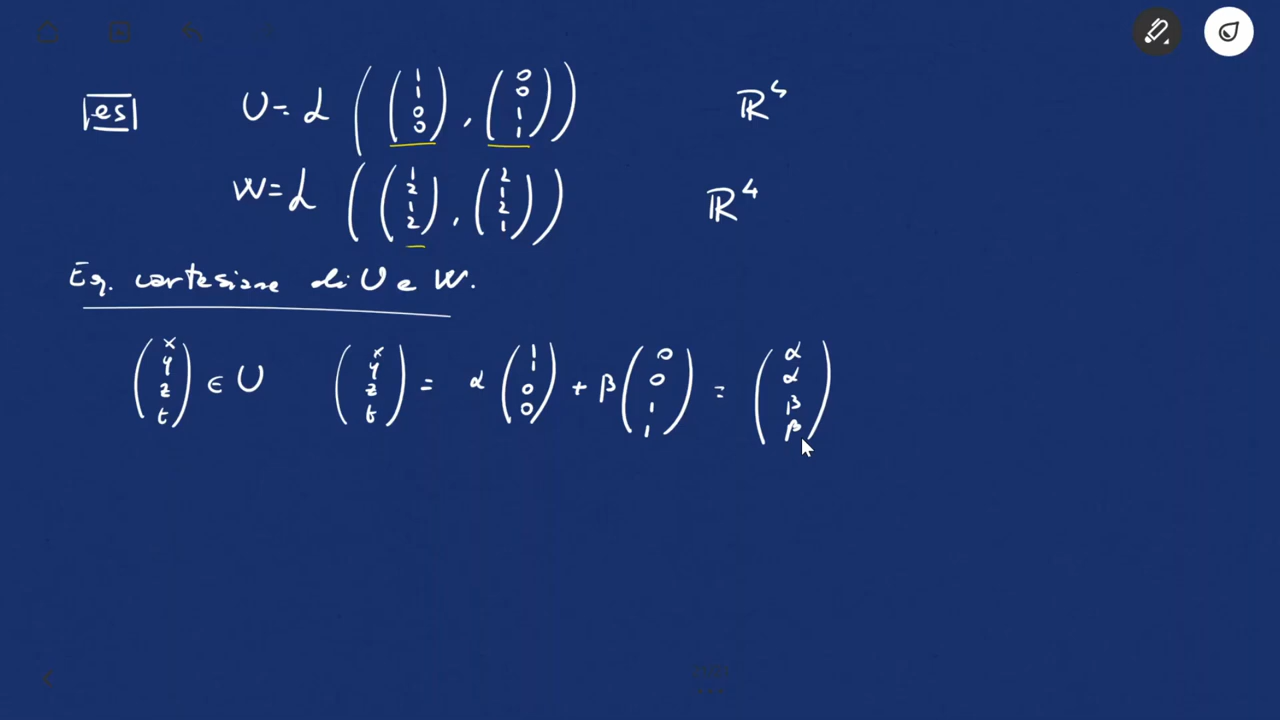 es U = L ( (1 1 0 0), (0 0 1 1) ) ℝ⁴
W = L ( (1 2 1 2), (2 1 2 1) ) ℝ⁴
Eq. cartesiane di U e W.
(x y z t) ∈ U (x y z t) = α (1 1 0 0) + β (0 0 1 1) = (α α β β)